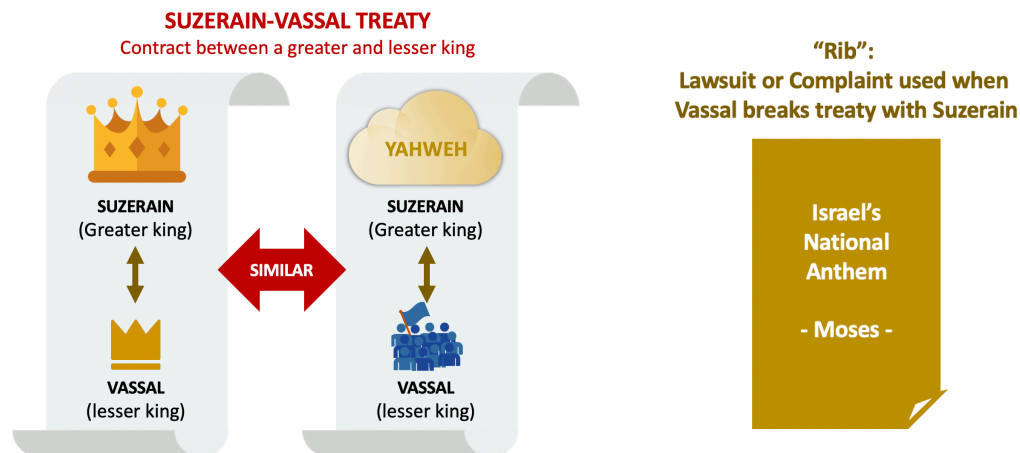 SUZERAIN-VASSAL TREATY
Contract between a greater and lesser king
SUZERAIN
(Greater king)
VASSAL
(lesser king)
SIMILAR
YAHWEH
SUZERAIN
(Greater king)
VASSAL
(lesser king)
“Rib”:
Lawsuit or Complaint used when
Vassal breaks treaty with Suzerain
Israel’s
National
Anthem
- Moses -